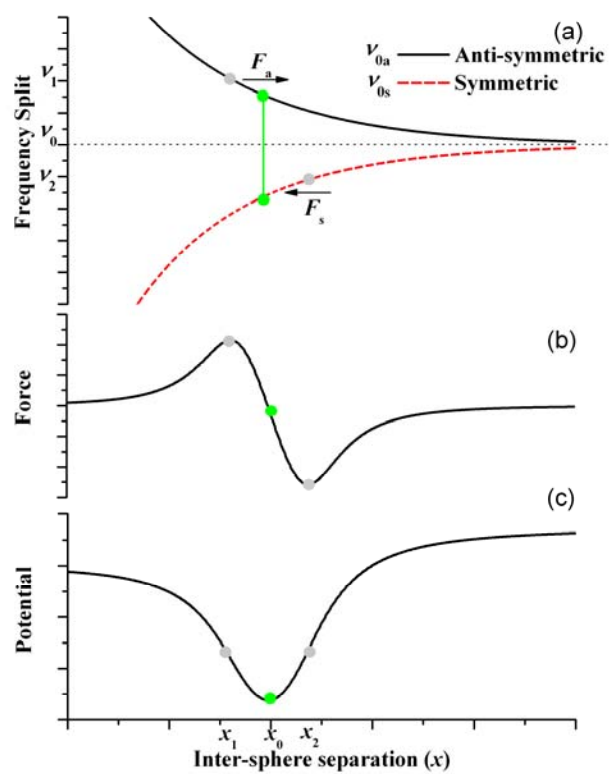 (a)
ν0a Anti-symmetric
ν0s Symmetric
Frequency Split
ν1
ν0
ν2
Fa
Fs
(b)
Force
(c)
Potential
x1 x0 x2
Inter-sphere separation (x)